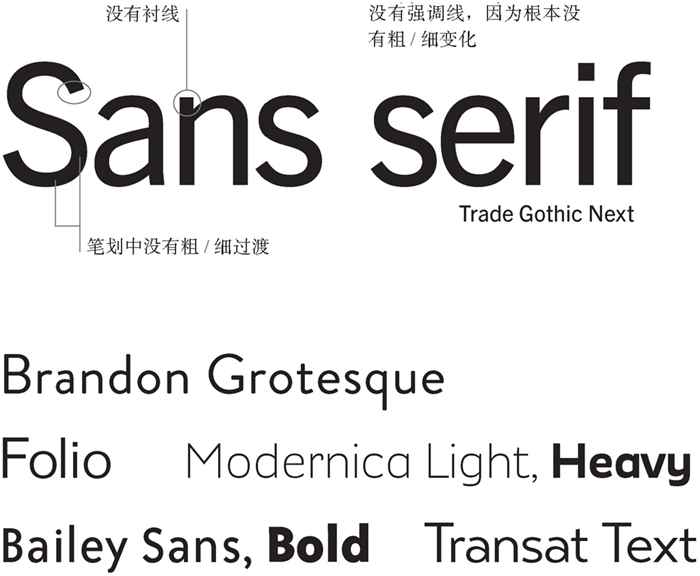 没有衬线
没有强调线，因为根本没
有粗 / 细变化
Sans serif
Trade Gothic Next
笔划中没有粗 / 细过渡
Brandon Grotesque
Folio
Modernica Light, Heavy
Bailey Sans, Bold
Transat Text